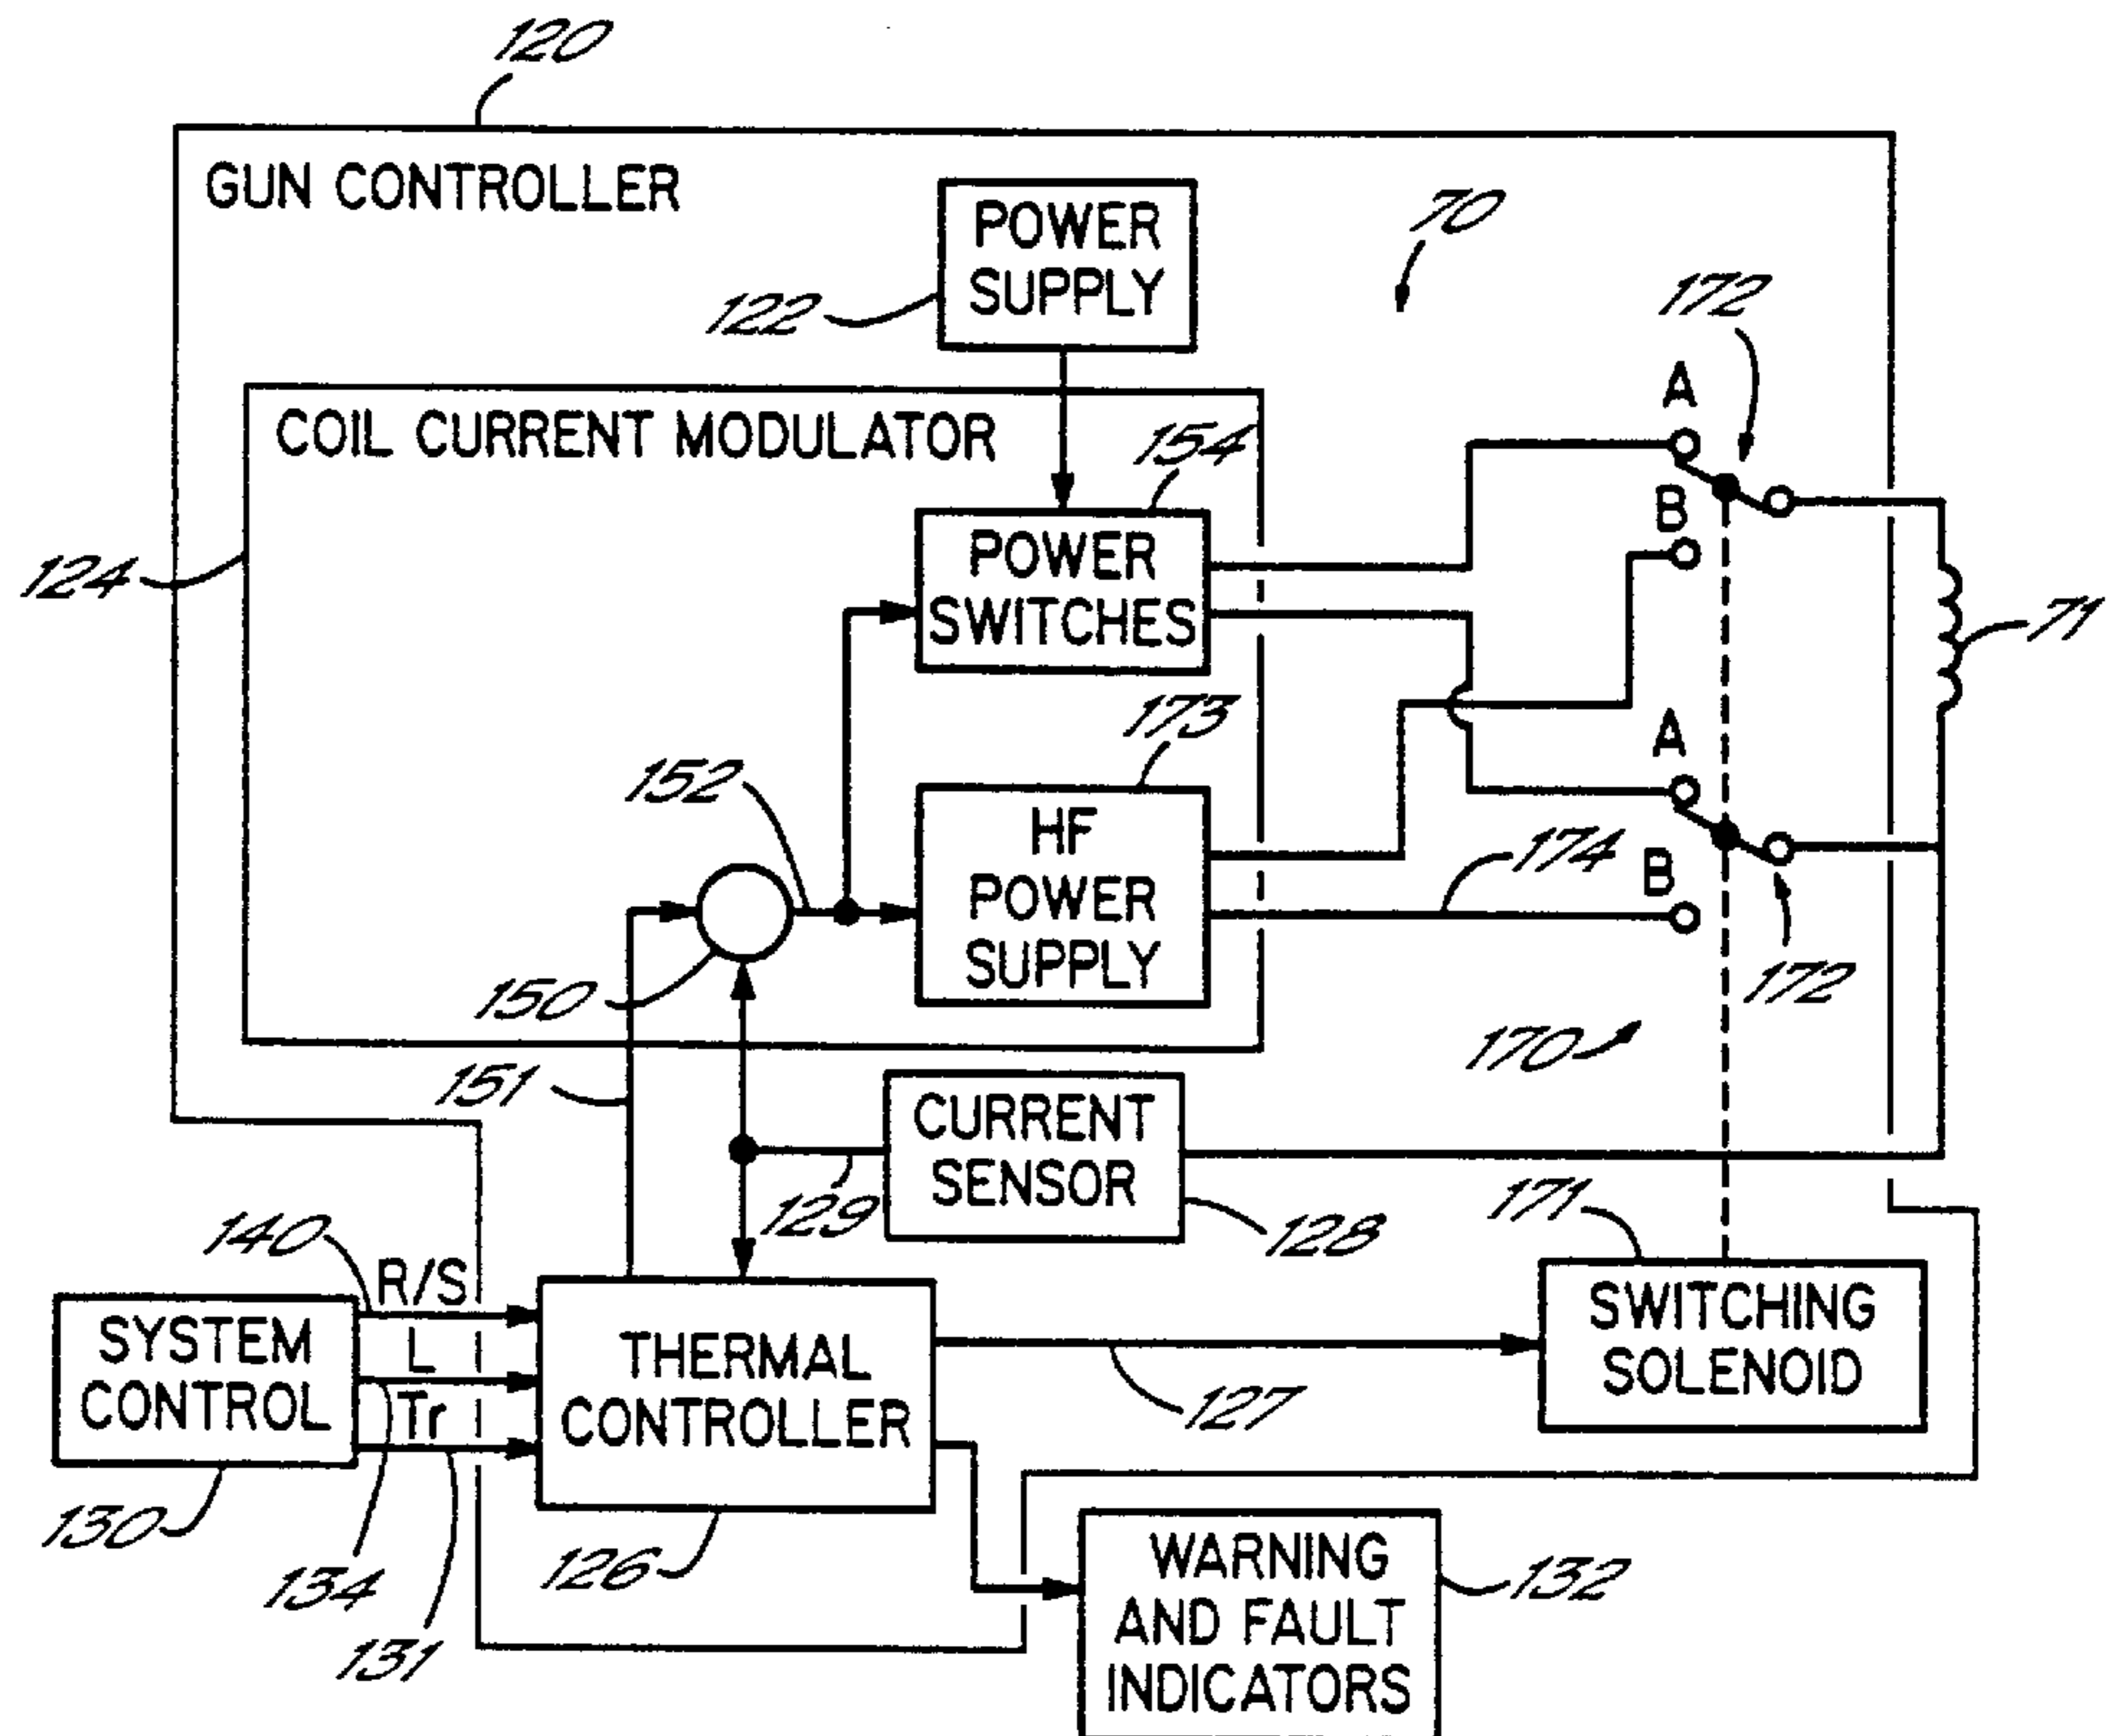 120
GUN CONTROLLER
POWER
SUPPLY
122
70
172
A
COIL CURRENT MODULATOR
154
B
POWER
SWITCHES
124
71
173
A
152
HF
POWER
SUPPLY
174
B
150
172
170
151
CURRENT
SENSOR
129
128
171
140
R/S
SYSTEM
CONTROL
L
Tr
THERMAL
CONTROLLER
SWITCHING
SOLENOID
127
130
134
131
126
WARNING
AND FAULT
INDICATORS
132